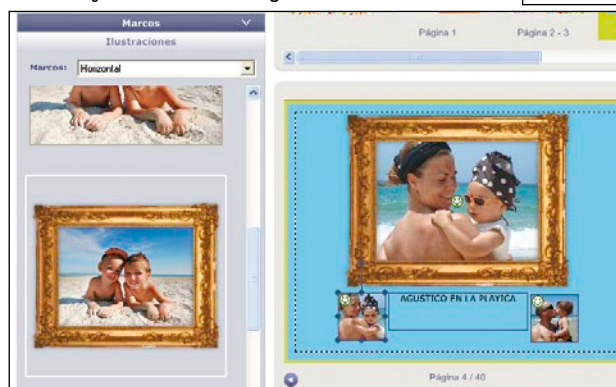 Marcos
Ilustraciones
Marcos: Horizontal
Página 1
Página 2 - 3
AGUSTICO EN LA PLAYICA
Página 4 / 40